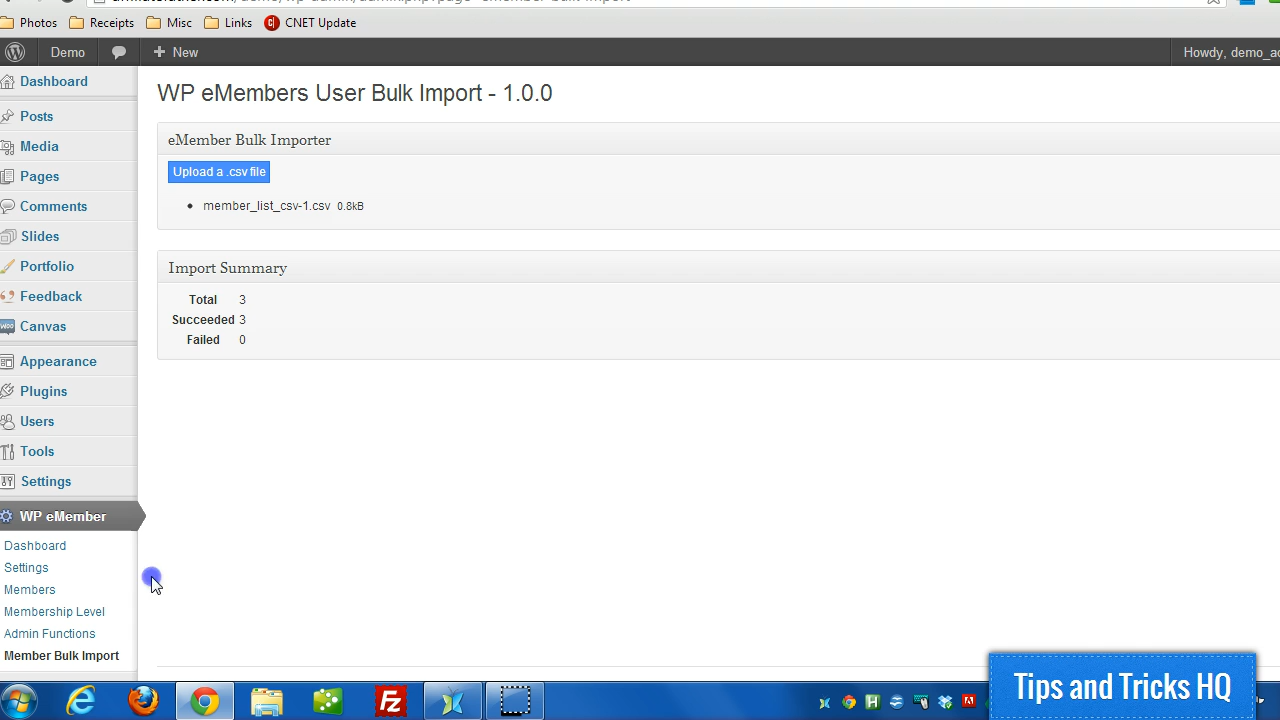 Photos Receipts Misc Links CNET Update
Demo New Howdy, demo_ac
Dashboard
Posts
Media
Pages
Comments
Slides
Portfolio
Feedback
Canvas
Appearance
Plugins
Users
Tools
Settings
WP eMember
Dashboard
Settings
Members
Membership Level
Admin Functions
Member Bulk Import
WP eMembers User Bulk Import - 1.0.0
eMember Bulk Importer
Upload a .csv file
member_list_csv-1.csv 0.8kB
Import Summary
Total 3
Succeeded 3
Failed 0
Tips and Tricks HQ